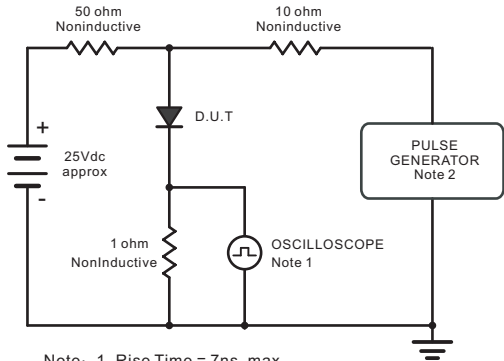 50 ohm
Noninductive
10 ohm
Noninductive
D.U.T
+
25Vdc
approx
-
PULSE
GENERATOR
Note 2
1 ohm
NonInductive
OSCILLOSCOPE
Note 1
Note: 1. Rise Time = 7ns max.